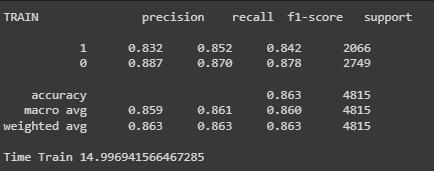 TRAIN precision recall f1-score support
1 0.832 0.852 0.842 2066
0 0.887 0.870 0.878 2749
accuracy 0.863 4815
macro avg 0.859 0.861 0.860 4815
weighted avg 0.863 0.863 0.863 4815
Time Train 14.996941566467285